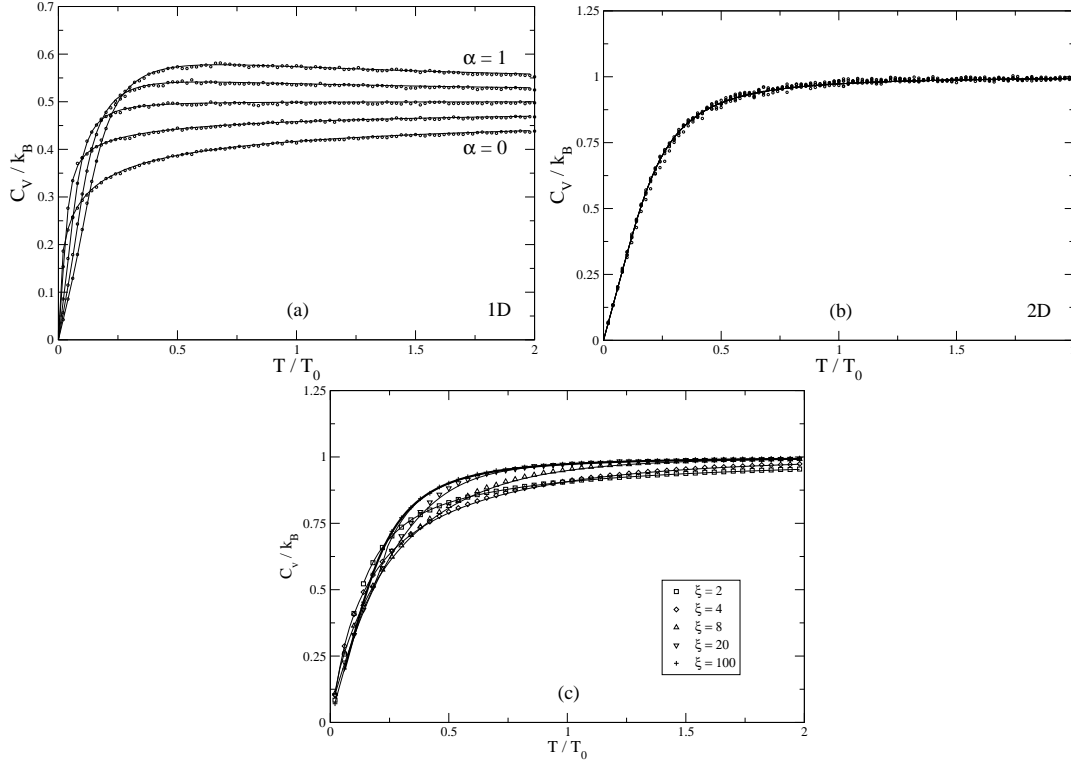 0.7
0.6
0.5
0.4
0.3
0.2
0.1
0
C_V / k_B
α = 1
α = 0
(a)
1D
0 0.5 1 1.5 2
T / T_0
1.25
1
0.75
0.5
0.25
0
C_V / k_B
(b)
2D
0 0.5 1 1.5
T / T_0
1.25
1
0.75
0.5
0.25
0
C_v / k_B
ξ = 2
ξ = 4
ξ = 8
ξ = 20
ξ = 100
(c)
0 0.5 1 1.5 2
T / T_0